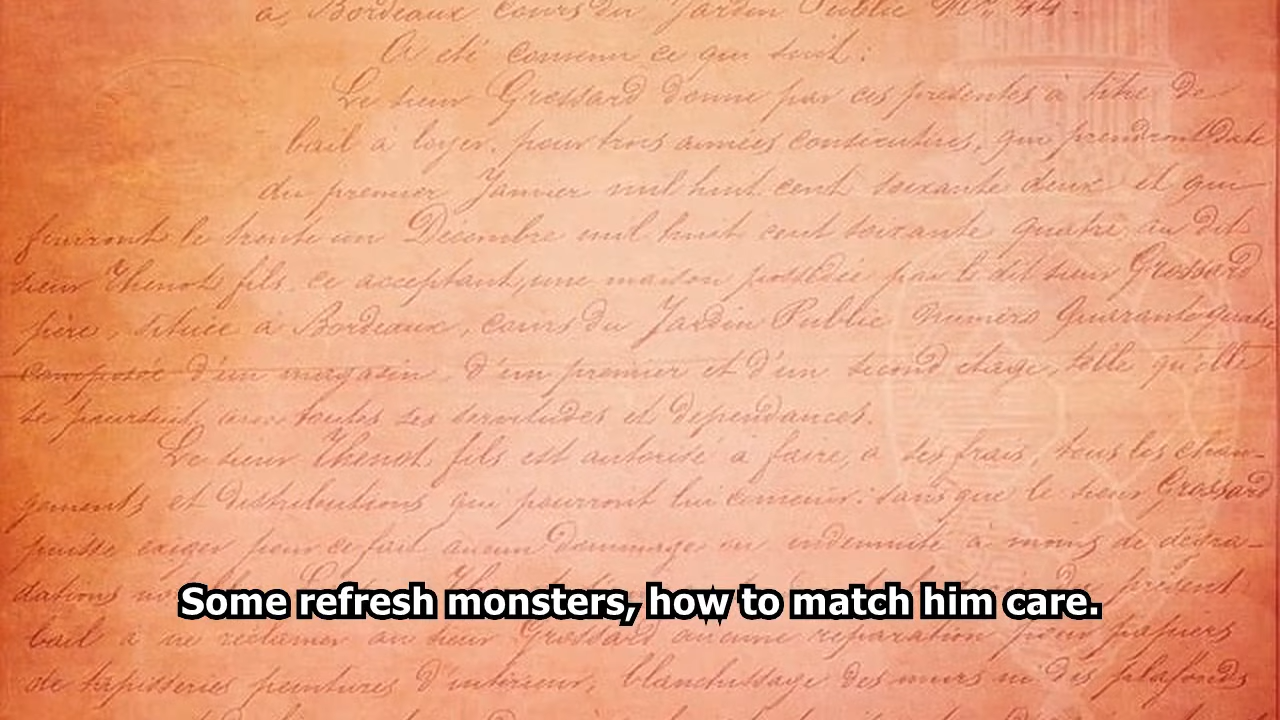 à Bordeaux cours du Jardin Public No. 44.
A été convenu ce qui suit :
Le sieur Grossard donne par ces présentes à titre de
bail à loyer, pour trois années consécutives, qui prendront date
du premier Janvier mil huit cent soixante deux et qui
finiront le trente un Décembre mil huit cent soixante quatre au dit
sieur Thenot fils, ce acceptant, une maison possédée par le dit sieur Grossard
père, située à Bordeaux, cours du Jardin Public numéro quarante quatre
composée d'un magasin, d'un premier et d'un second étage, telle qu'elle
se poursuit, avec toutes ses servitudes et dépendances.
Le sieur Thenot fils est autorisé à faire, à ses frais, tous les chan-
gements et distributions qui pourront lui convenir, sans que le sieur Grossard
puisse exiger pour ce fait aucun dommage ou indemnité à moins de dégra-
dations
Some refresh monsters, how to match him care.
bail à ne réclamer au sieur Grossard aucune réparation pour papiers
de tapisseries peintures d'intérieur, blanchissage des murs ni des plafonds